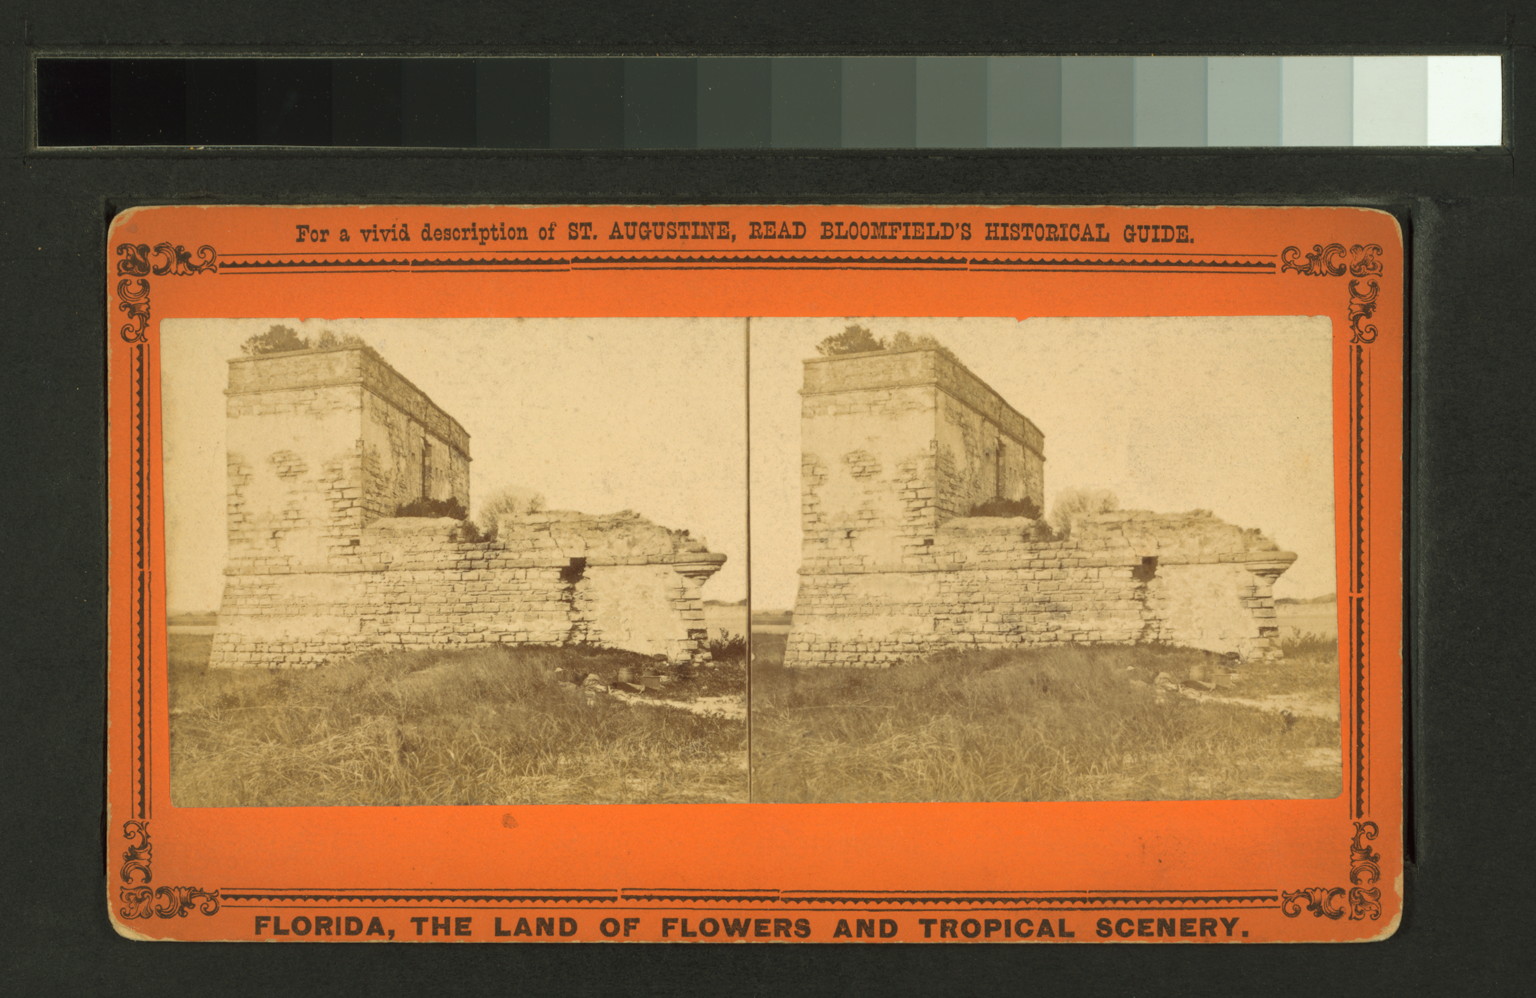 For a vivid description of ST. AUGUSTINE, READ BLOOMFIELD'S HISTORICAL GUIDE.
FLORIDA, THE LAND OF FLOWERS AND TROPICAL SCENERY.